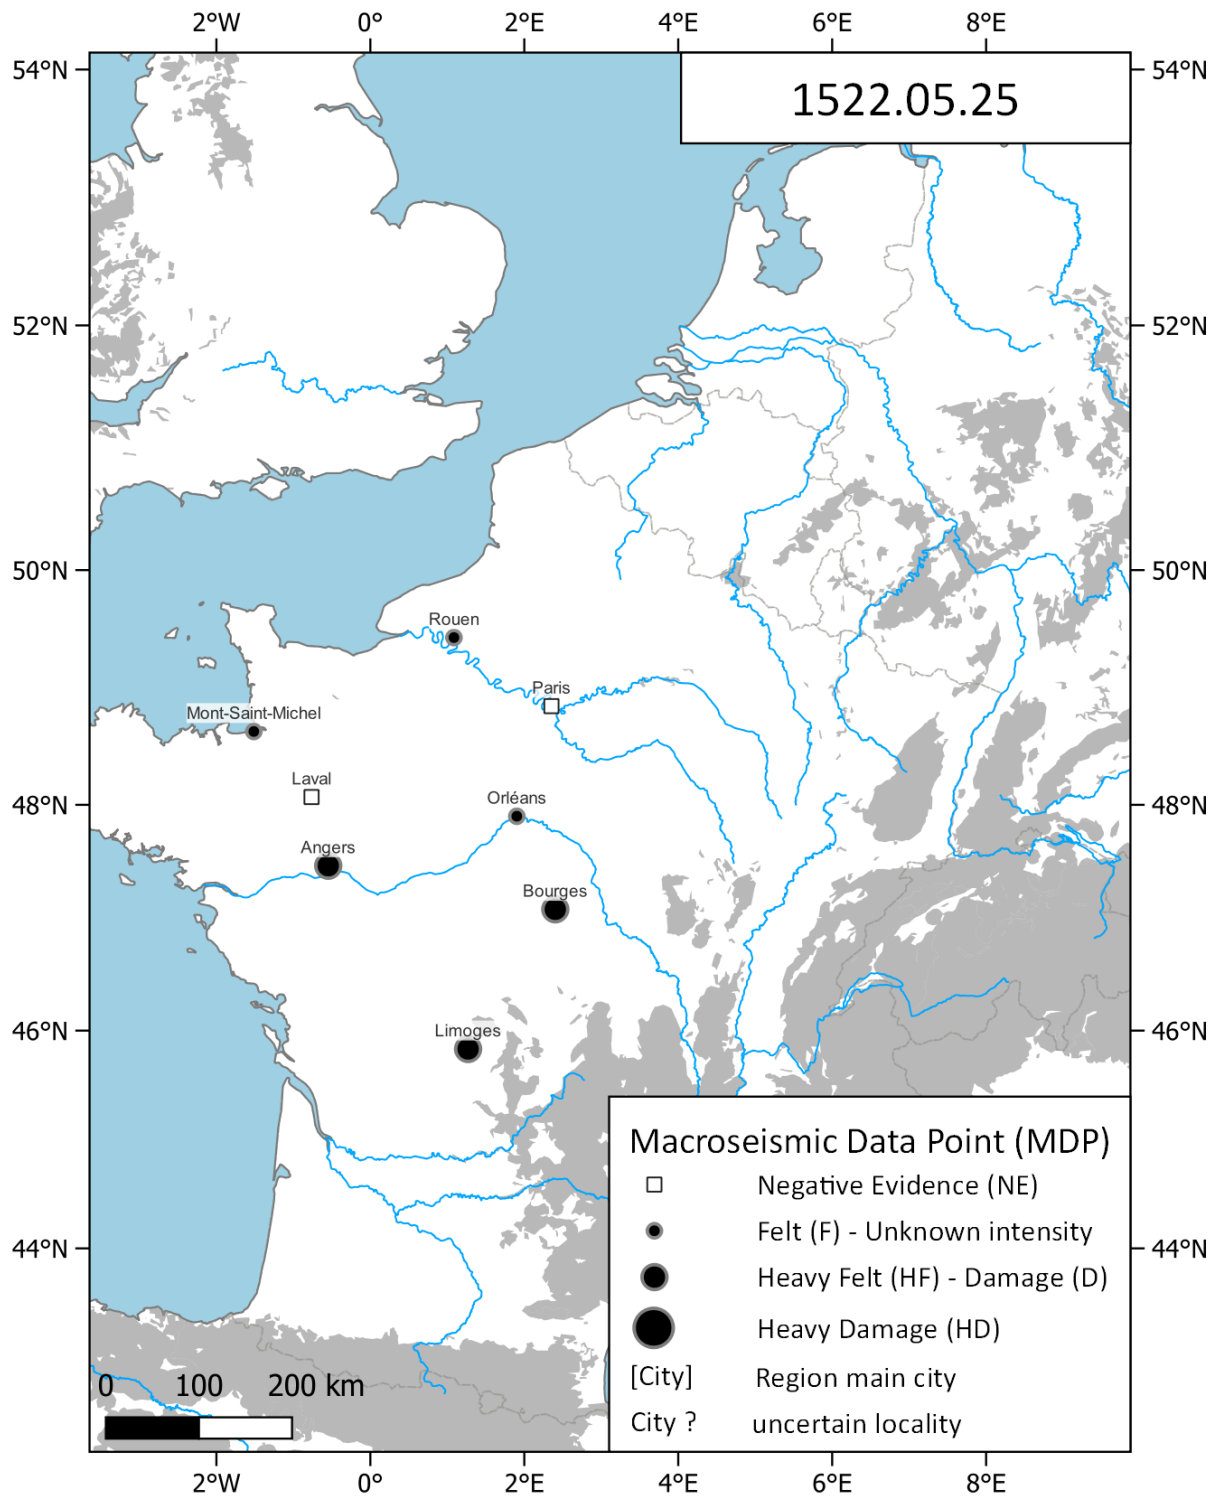 2°W 0° 2°E 4°E 6°E 8°E
54°N 54°N
1522.05.25
52°N 52°N
50°N 50°N
Rouen
Paris
Mont-Saint-Michel
Laval
48°N Orléans 48°N
Angers
Bourges
46°N Limoges 46°N
Macroseismic Data Point (MDP)
Negative Evidence (NE)
Felt (F) - Unknown intensity
44°N 44°N
Heavy Felt (HF) - Damage (D)
Heavy Damage (HD)
[City] Region main city
0 100 200 km
City ? uncertain locality
2°W 0° 2°E 4°E 6°E 8°E